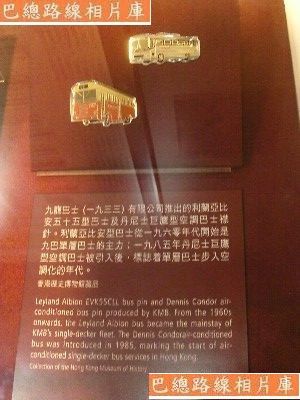 巴總路線相片庫
九龍巴士(一九三三)有限公司推出的利蘭亞比
安五十五型巴士及丹尼士巨鷹型空調巴士襟
針。利蘭亞比安型巴士從一九六零年代開始是
九巴單層巴士的主力；一九八五年丹尼士巨鷹
型空調巴士被引入後，標誌着單層巴士步入空
調化的年代。
香港歷史博物館藏品
Leyland Albion EVK55CLL bus pin and Dennis Condor air-
conditioned bus pin produced by KMB. From the 1960s
onwards, the Leyland Albion bus became the mainstay of
KMB's single-decker fleet. The Dennis Condorair-conditioned
bus was introduced in 1985, marking the start of air-
conditioned single-decker bus services in Hong Kong.
Collection of the Hong Kong Museum of History
巴總路線相片庫